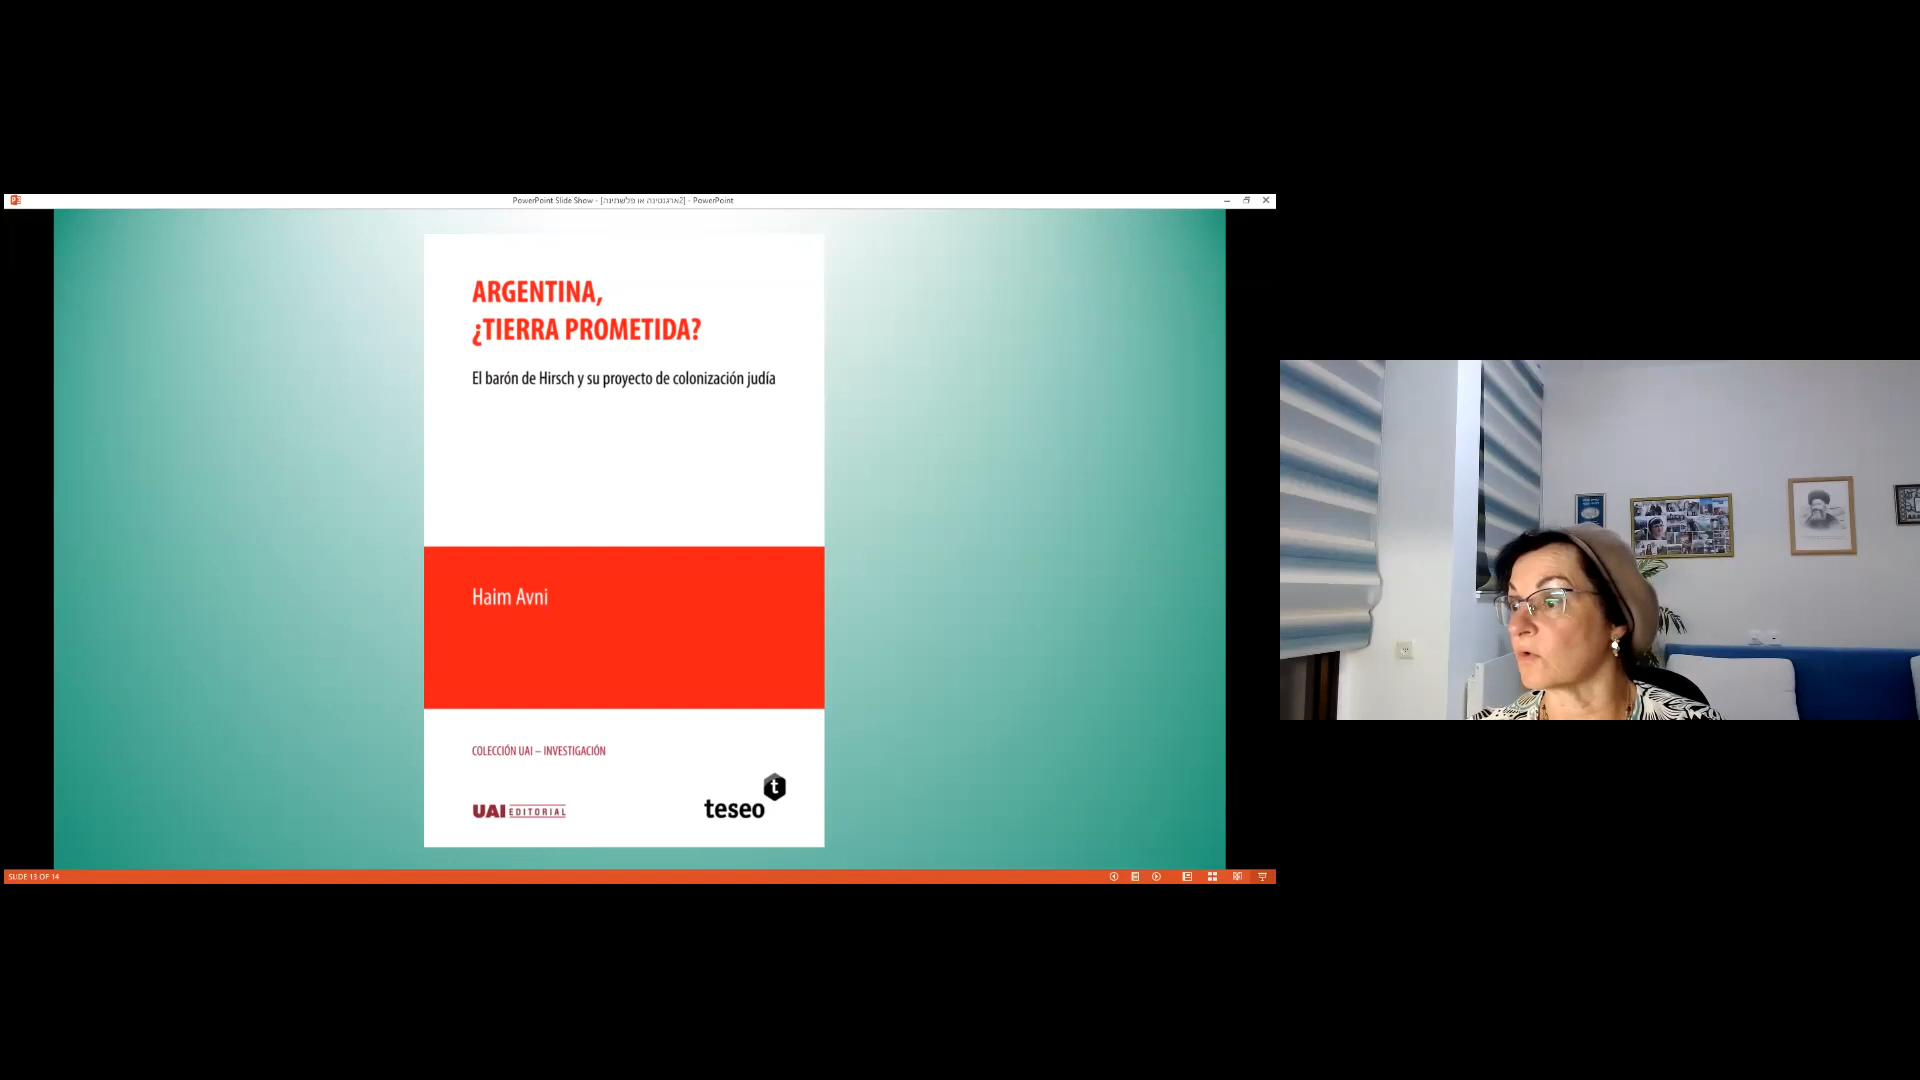 PowerPoint Slide Show - [ארגנטינה או פלשתינה2] - PowerPoint
ARGENTINA,
¿TIERRA PROMETIDA?
El barón de Hirsch y su proyecto de colonización judía
Haim Avni
COLECCIÓN UAI – INVESTIGACIÓN
UAI EDITORIAL
teseo
t
SLIDE 13 OF 14